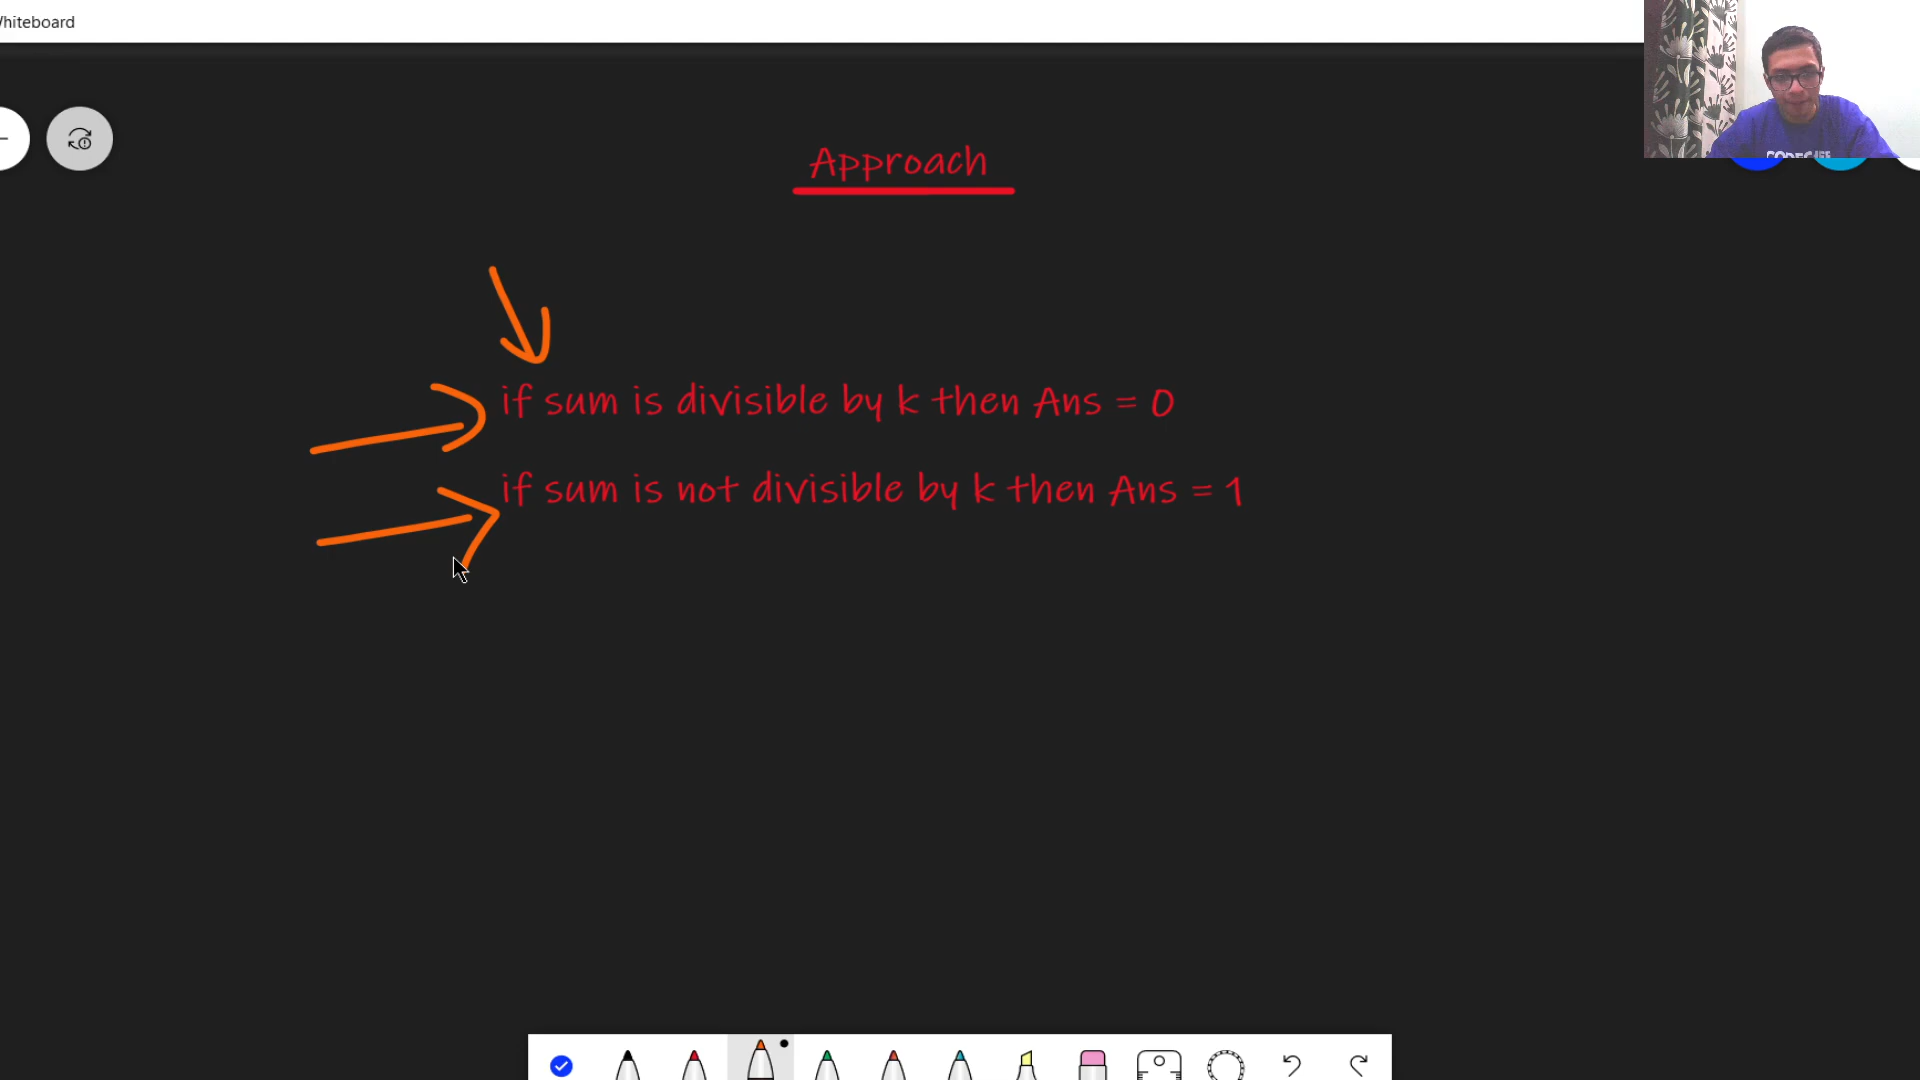 Whiteboard
Approach
if sum is divisible by k then Ans = 0
if sum is not divisible by k then Ans = 1